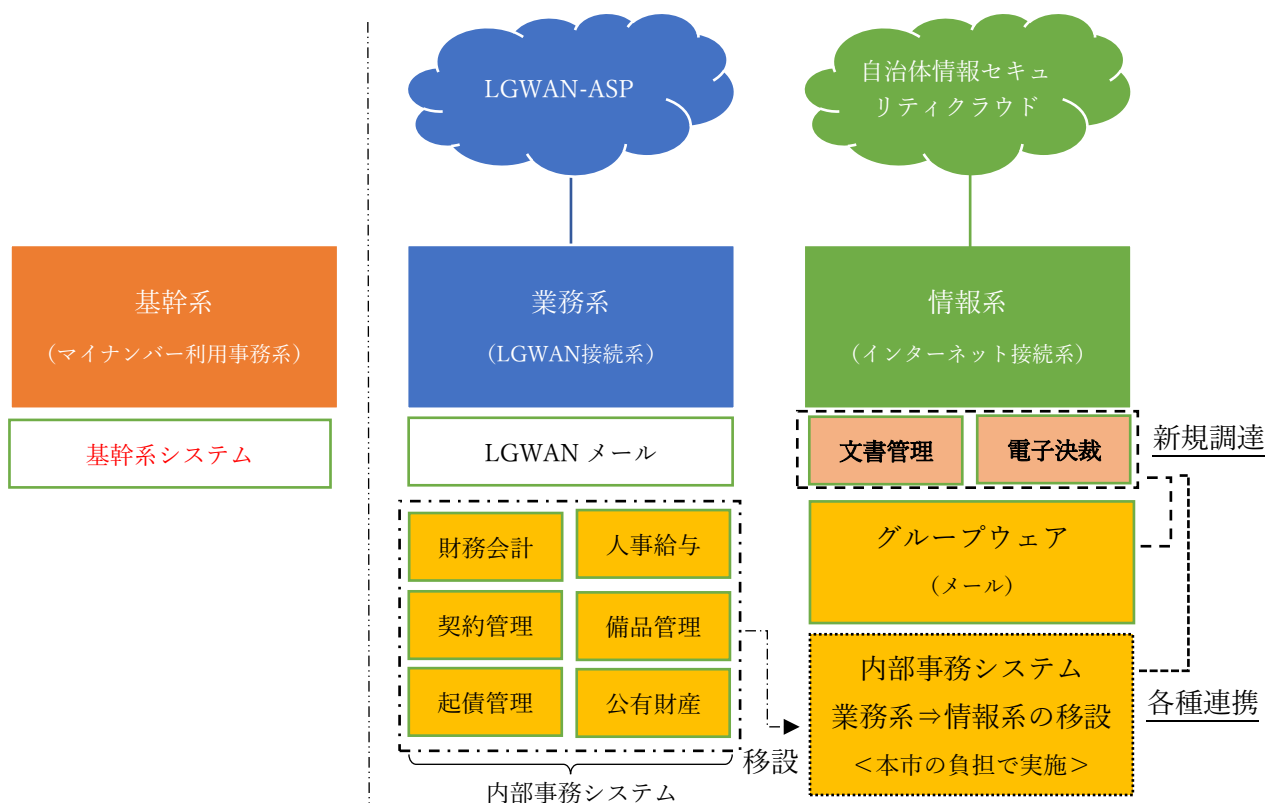 LGWAN-ASP
自治体情報セキュ
リティクラウド
基幹系
（マイナンバー利用事務系）
業務系
（LGWAN接続系）
情報系
（インターネット接続系）
基幹系システム
LGWAN メール
文書管理
電子決裁
新規調達
財務会計
人事給与
契約管理
備品管理
起債管理
公有財産
グループウェア
（メール）
内部事務システム
業務系⇒情報系の移設
＜本市の負担で実施＞
各種連携
移設
内部事務システム